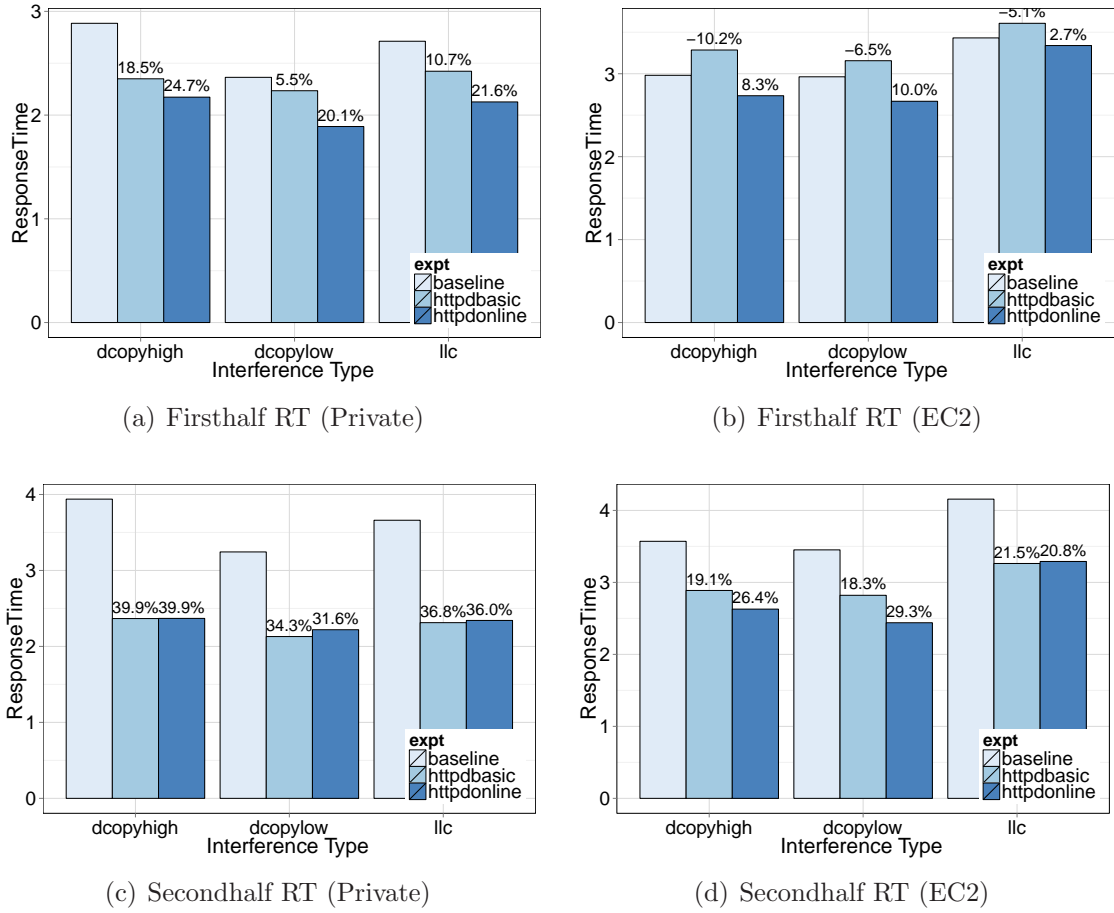 3
2
1
0
ResponseTime
18.5%
24.7%
5.5%
20.1%
10.7%
21.6%
expt
baseline
httpdbasic
httpdonline
dcopyhigh dcopylow llc
Interference Type
(a) Firsthalf RT (Private)
3
2
1
0
ResponseTime
−10.2%
8.3%
−6.5%
10.0%
−5.1%
2.7%
expt
baseline
httpdbasic
httpdonline
dcopyhigh dcopylow llc
Interference Type
(b) Firsthalf RT (EC2)
4
3
2
1
0
ResponseTime
39.9% 39.9%
34.3% 31.6%
36.8% 36.0%
expt
baseline
httpdbasic
httpdonline
dcopyhigh dcopylow llc
Interference Type
(c) Secondhalf RT (Private)
4
3
2
1
0
ResponseTime
19.1%
26.4%
18.3%
29.3%
21.5% 20.8%
expt
baseline
httpdbasic
httpdonline
dcopyhigh dcopylow llc
Interference Type
(d) Secondhalf RT (EC2)